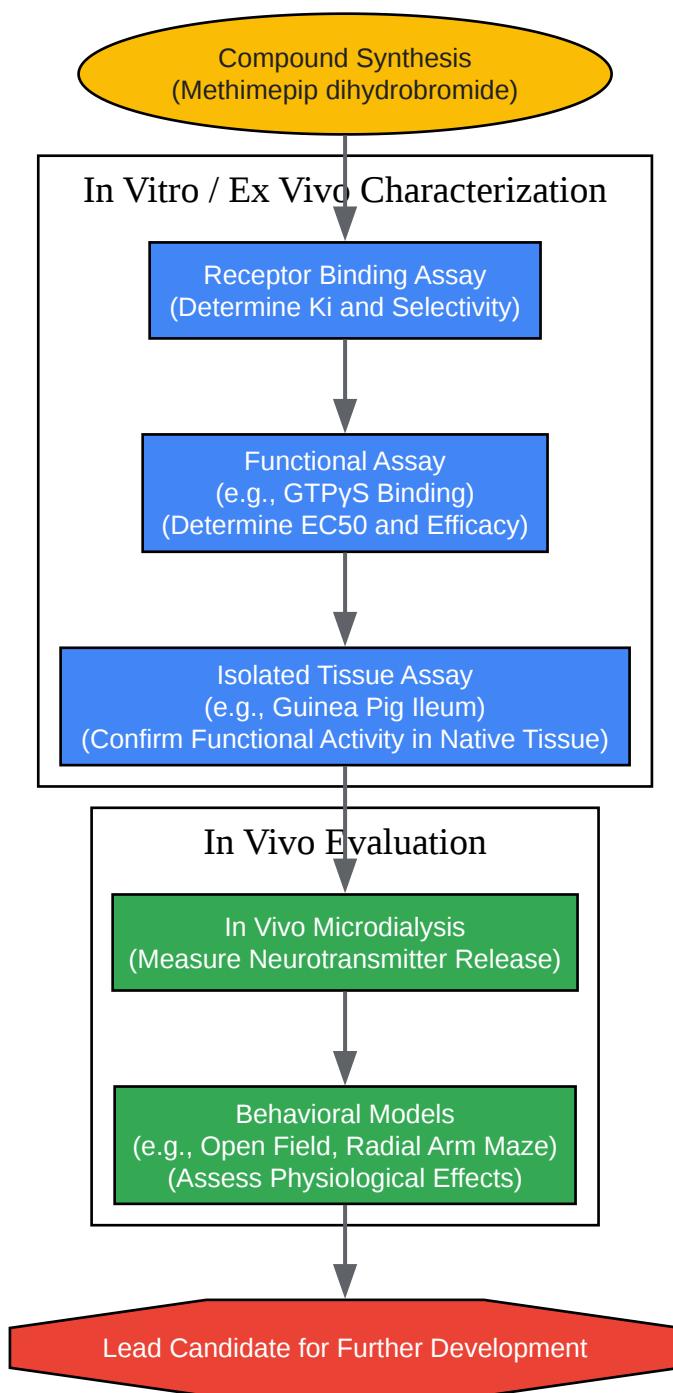 Compound Synthesis
(Methimepip dihydrobromide)
In Vitro / Ex Vivo Characterization
Receptor Binding Assay
(Determine Ki and Selectivity)
Functional Assay
(e.g., GTPγS Binding)
(Determine EC50 and Efficacy)
Isolated Tissue Assay
(e.g., Guinea Pig Ileum)
(Confirm Functional Activity in Native Tissue)
In Vivo Evaluation
In Vivo Microdialysis
(Measure Neurotransmitter Release)
Behavioral Models
(e.g., Open Field, Radial Arm Maze)
(Assess Physiological Effects)
Lead Candidate for Further Development